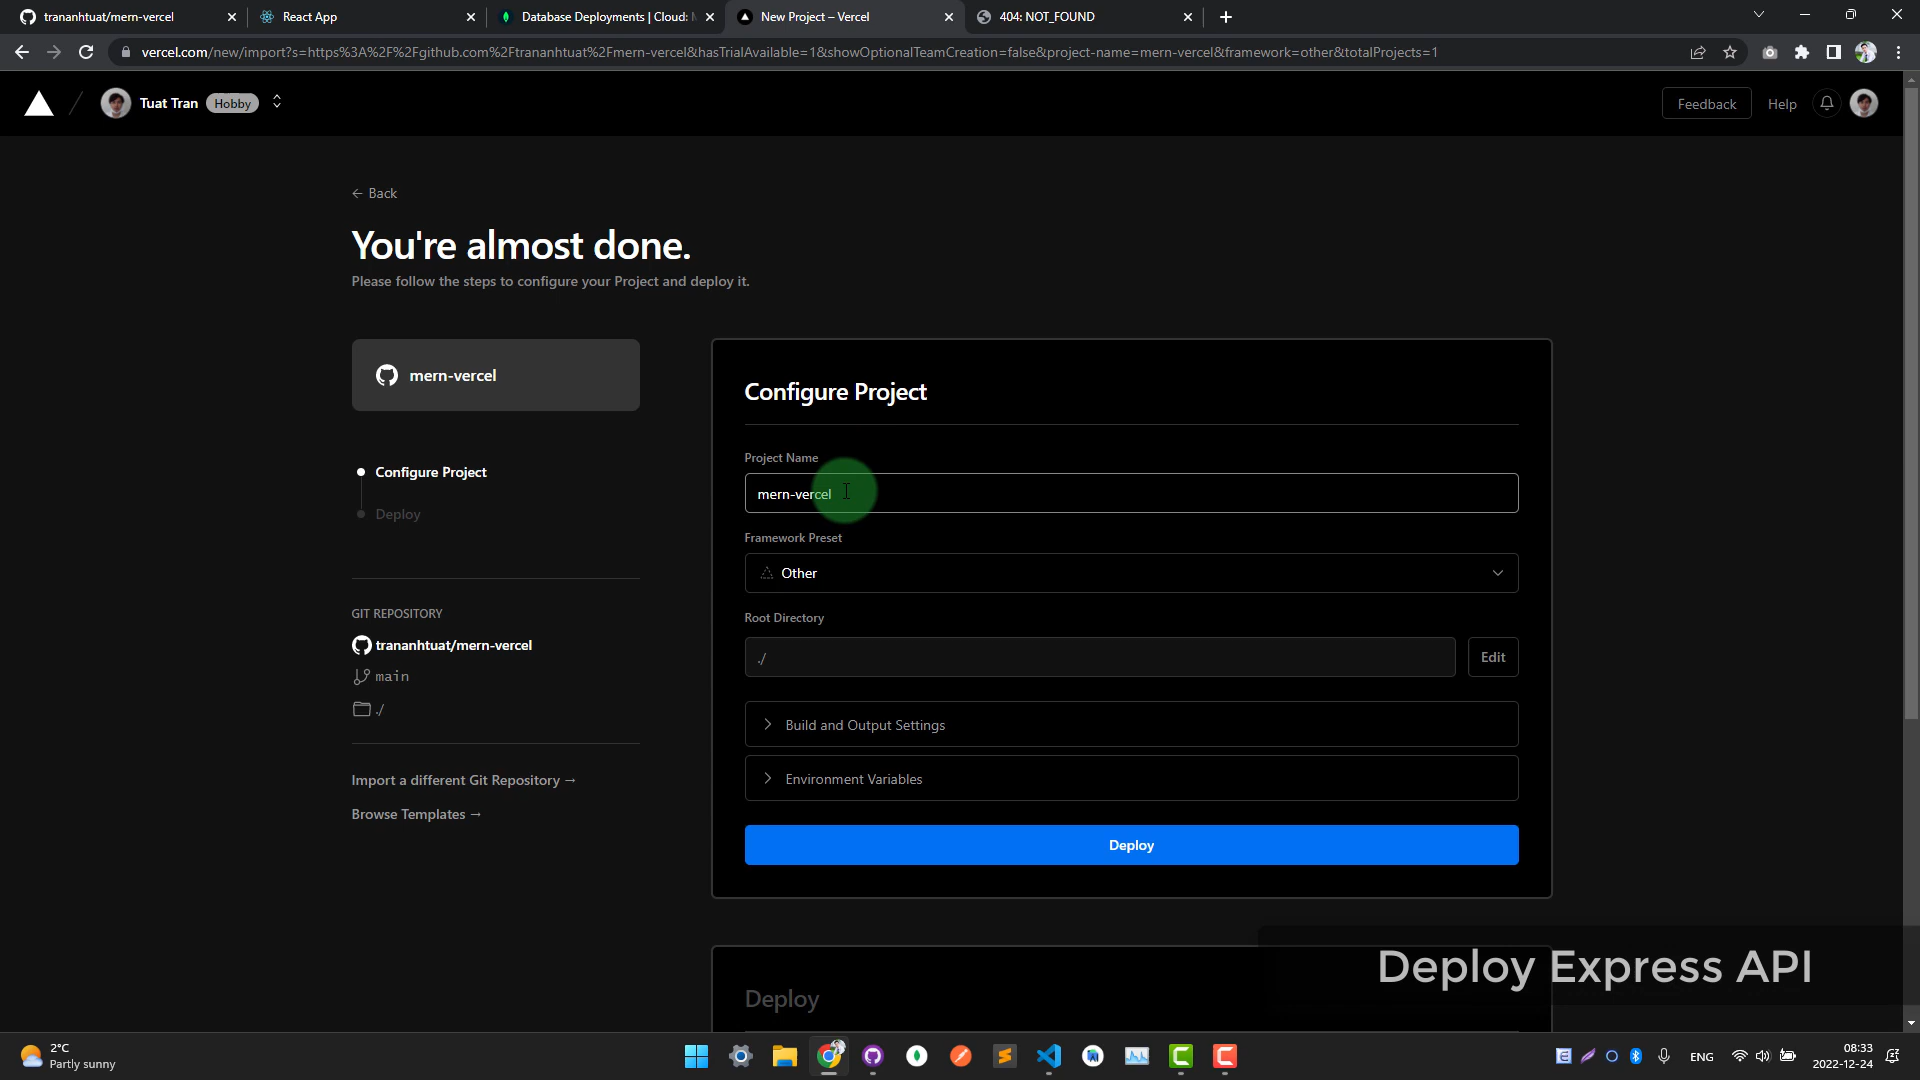 trananhtuat/mern-vercel
React App
Database Deployments | Cloud: M
New Project – Vercel
404: NOT_FOUND
vercel.com/new/import?s=https%3A%2F%2Fgithub.com%2Ftrananhtuat%2Fmern-vercel&hasTrialAvailable=1&showOptionalTeamCreation=false&project-name=mern-vercel&framework=other&totalProjects=1
Tuat Tran Hobby
Feedback Help
← Back
You're almost done.
Please follow the steps to configure your Project and deploy it.
mern-vercel
Configure Project
Deploy
GIT REPOSITORY
trananhtuat/mern-vercel
main
./
Import a different Git Repository →
Browse Templates →
Configure Project
Project Name
mern-vercel
Framework Preset
Other
Root Directory
./
Edit
Build and Output Settings
Environment Variables
Deploy
Deploy
Deploy Express API
2°C
Partly sunny
ENG
08:33
2022-12-24